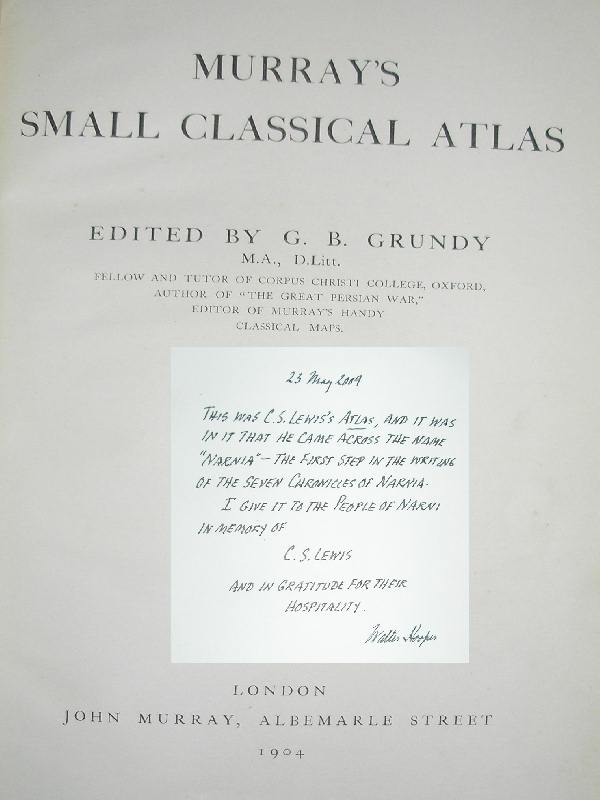 MURRAY'S
SMALL CLASSICAL ATLAS
EDITED BY G. B. GRUNDY
M.A., D.Litt.
FELLOW AND TUTOR OF CORPUS CHRISTI COLLEGE, OXFORD,
AUTHOR OF "THE GREAT PERSIAN WAR,"
EDITOR OF MURRAY'S HANDY
CLASSICAL MAPS.
23 May 2009
THIS WAS C.S. LEWIS'S ATLAS, AND IT WAS
IN IT THAT HE CAME ACROSS THE NAME
"NARNIA" – THE FIRST STEP IN THE WRITING
OF THE SEVEN CHRONICLES OF NARNIA.
I GIVE IT TO THE PEOPLE OF NARNI
IN MEMORY OF
C.S. LEWIS
AND IN GRATITUDE FOR THEIR
HOSPITALITY.
Walter Hooper
LONDON
JOHN MURRAY, ALBEMARLE STREET
1904